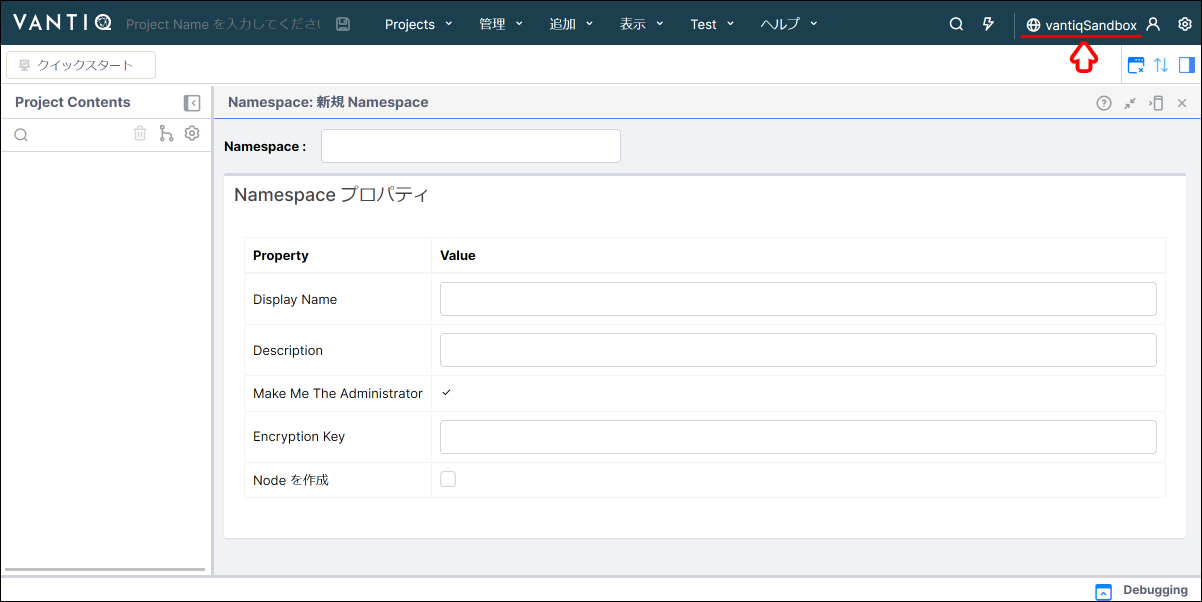 VANTIQ Project Name を入力してください Projects 管理 追加 表示 Test ヘルプ vantiqSandbox
クイックスタート
Project Contents
Namespace: 新規 Namespace
Namespace :
Namespace プロパティ
Property Value
Display Name
Description
Make Me The Administrator
Encryption Key
Node を作成
Debugging